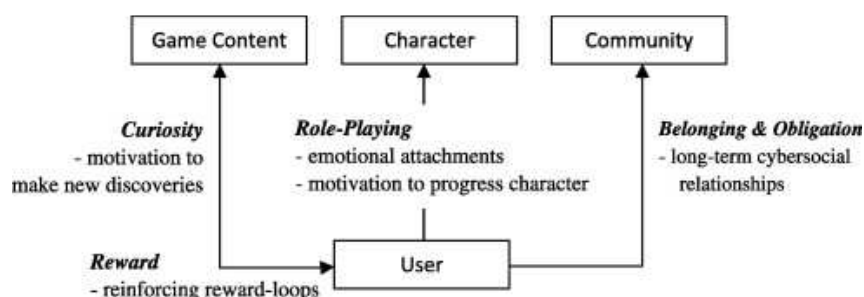 Game Content
Character
Community
Curiosity
- motivation to
make new discoveries
Role-Playing
- emotional attachments
- motivation to progress character
Belonging & Obligation
- long-term cybersocial
relationships
Reward
- reinforcing reward-loops
User